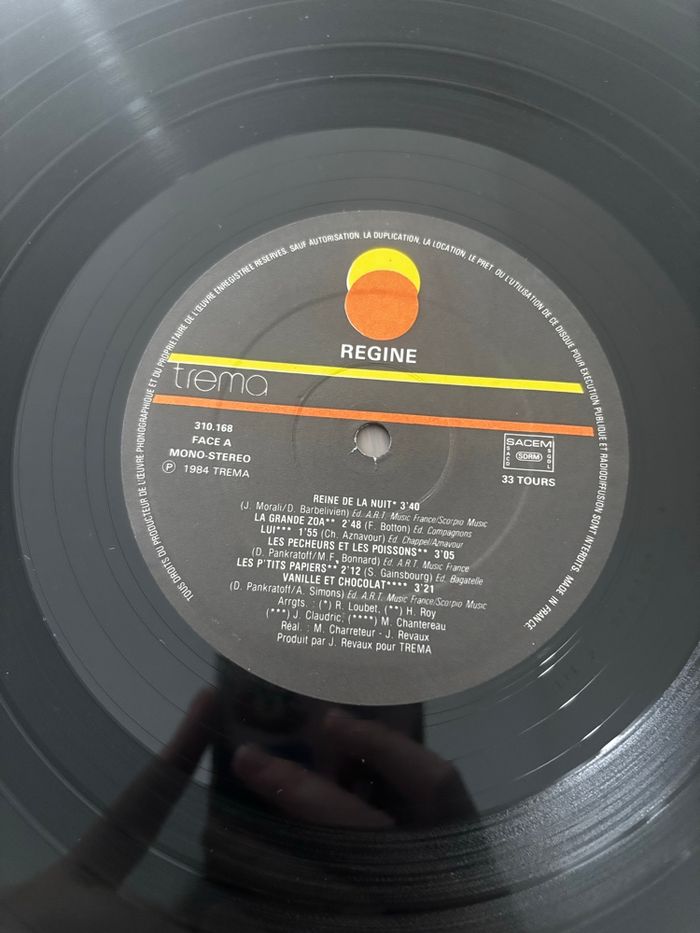 TOUS DROITS DU PRODUCTEUR DE L'ŒUVRE PHONOGRAPHIQUE ET DU PROPRIETAIRE DE L'ŒUVRE ENREGISTREE RESERVES. SAUF AUTORISATION, LA DUPLICATION, LA LOCATION, LE PRET, OU L'UTILISATION DE CE DISQUE POUR EXECUTION PUBLIQUE ET RADIODIFFUSION SONT INTERDITS. MADE IN FRANCE
REGINE
trema
310.168
FACE A
MONO-STEREO
Ⓟ 1984 TREMA
SACEM
SACD SDRM SGDL
33 TOURS
REINE DE LA NUIT* 3'40
(J. Morali/D. Barbelivien) Ed. A.R.T. Music France/Scorpio Music
LA GRANDE ZOA** 2'48 (F. Botton) Ed. Compagnons
LUI*** 1'55 (Ch. Aznavour) Ed. Chappel/Aznavour
LES PECHEURS ET LES POISSONS** 3'05
(D. Pankratoff/M.F. Bonnard) Ed. A.R.T. Music France
LES P'TITS PAPIERS** 2'12 (S. Gainsbourg) Ed. Bagatelle
VANILLE ET CHOCOLAT**** 3'21
(D. Pankratoff/A. Simons) Ed. A.R.T. Music France/Scorpio Music
Arrgts. : (*) R. Loubet, (**) H. Roy
(***) J. Claudric, (****) M. Chantereau
Réal. : M. Charreteur - J. Revaux
Produit par J. Revaux pour TREMA